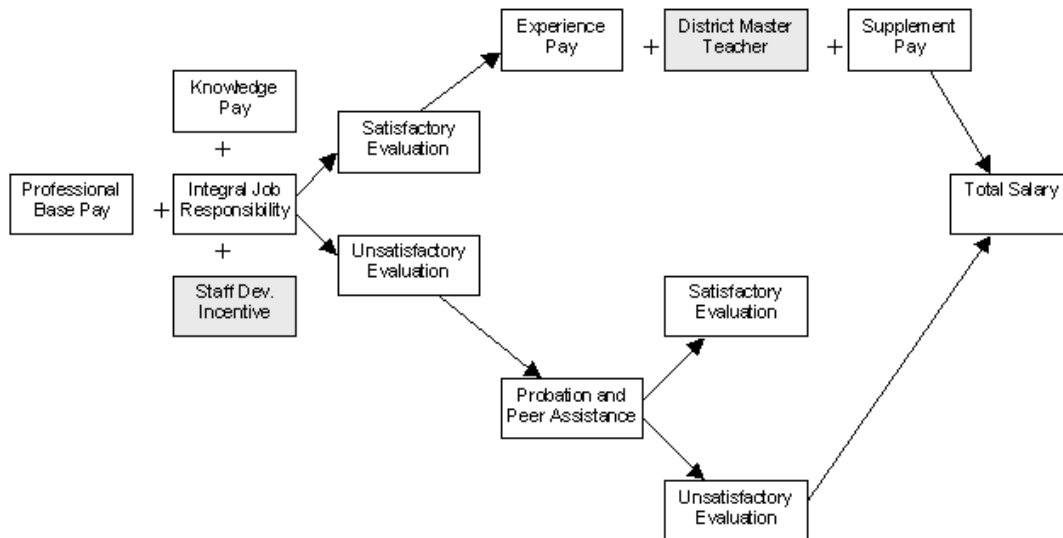 Experience
Pay
+
District Master
Teacher
+
Supplement
Pay
Knowledge
Pay
+
Satisfactory
Evaluation
Professional
Base Pay
+
Integral Job
Responsibility
Total Salary
+
Unsatisfactory
Evaluation
Staff Dev.
Incentive
Satisfactory
Evaluation
Probation and
Peer Assistance
Unsatisfactory
Evaluation